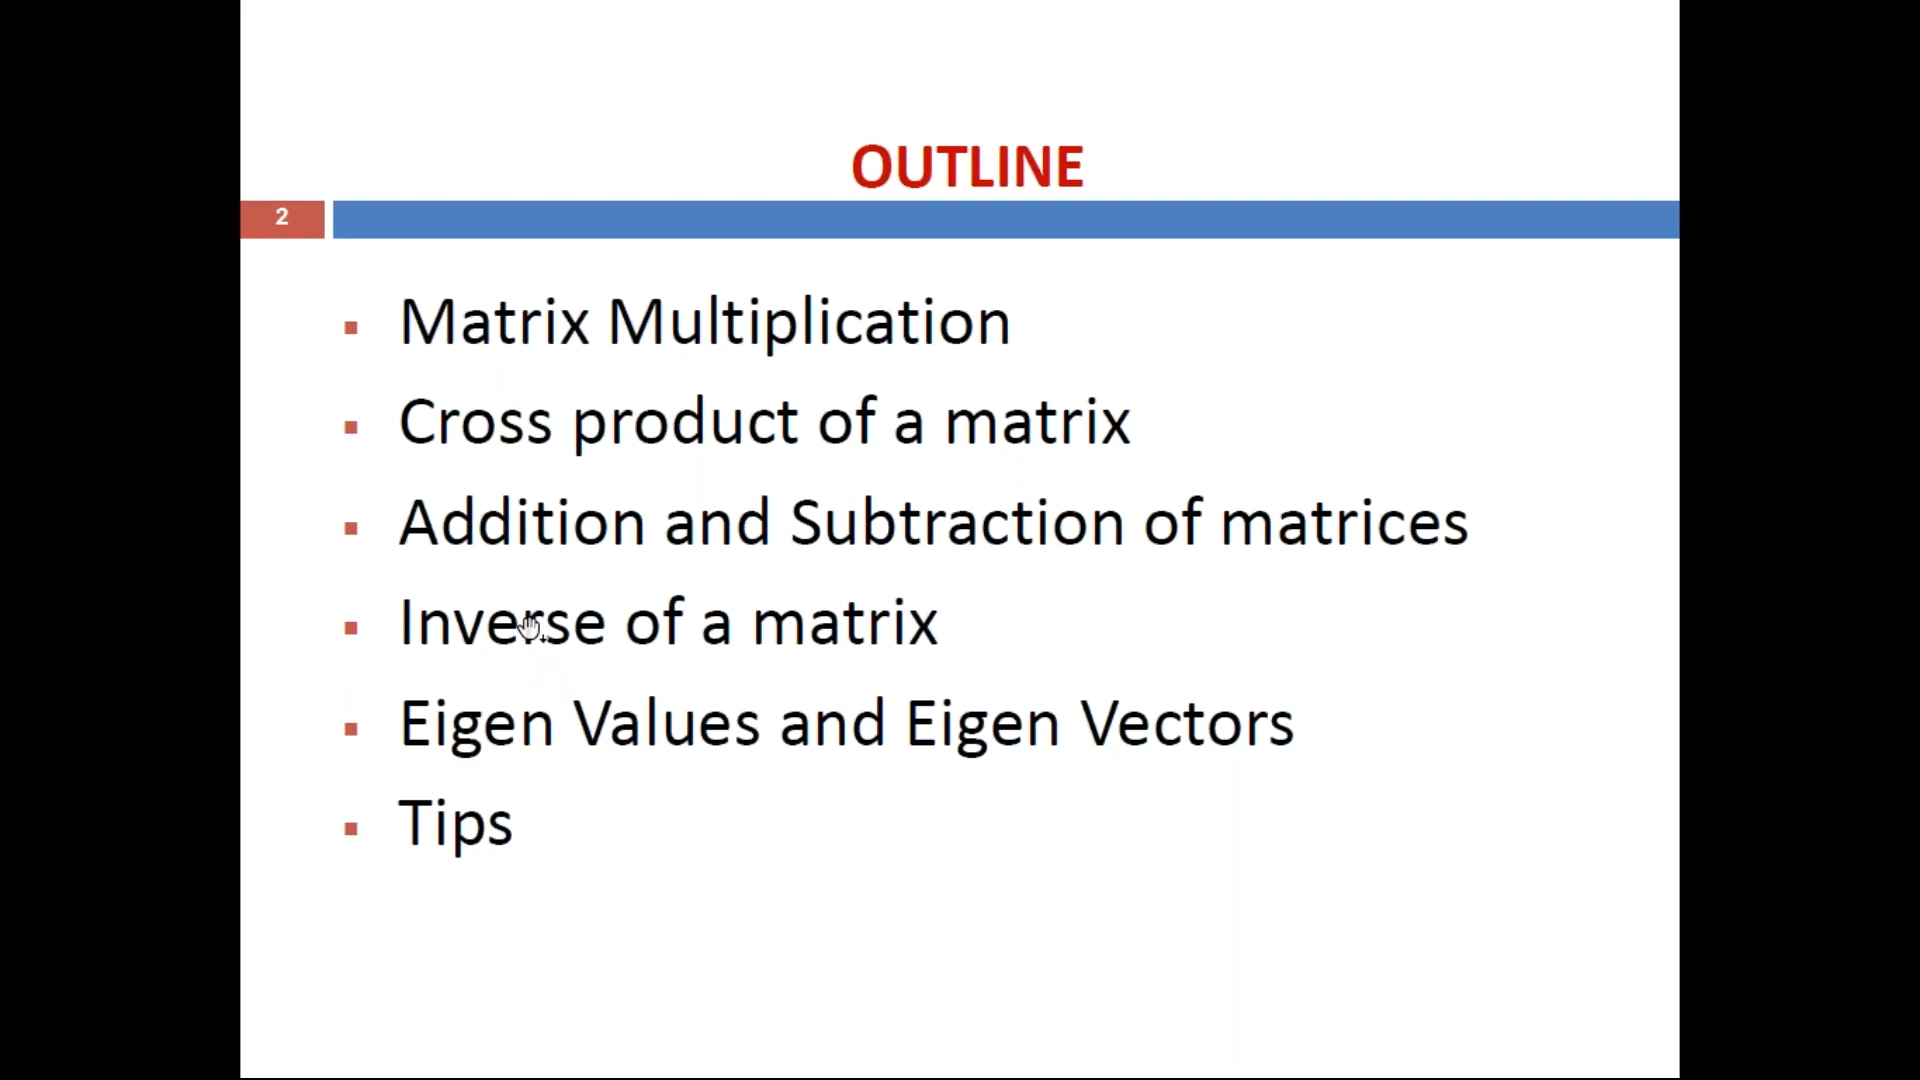 OUTLINE
2
Matrix Multiplication
Cross product of a matrix
Addition and Subtraction of matrices
Inverse of a matrix
Eigen Values and Eigen Vectors
Tips